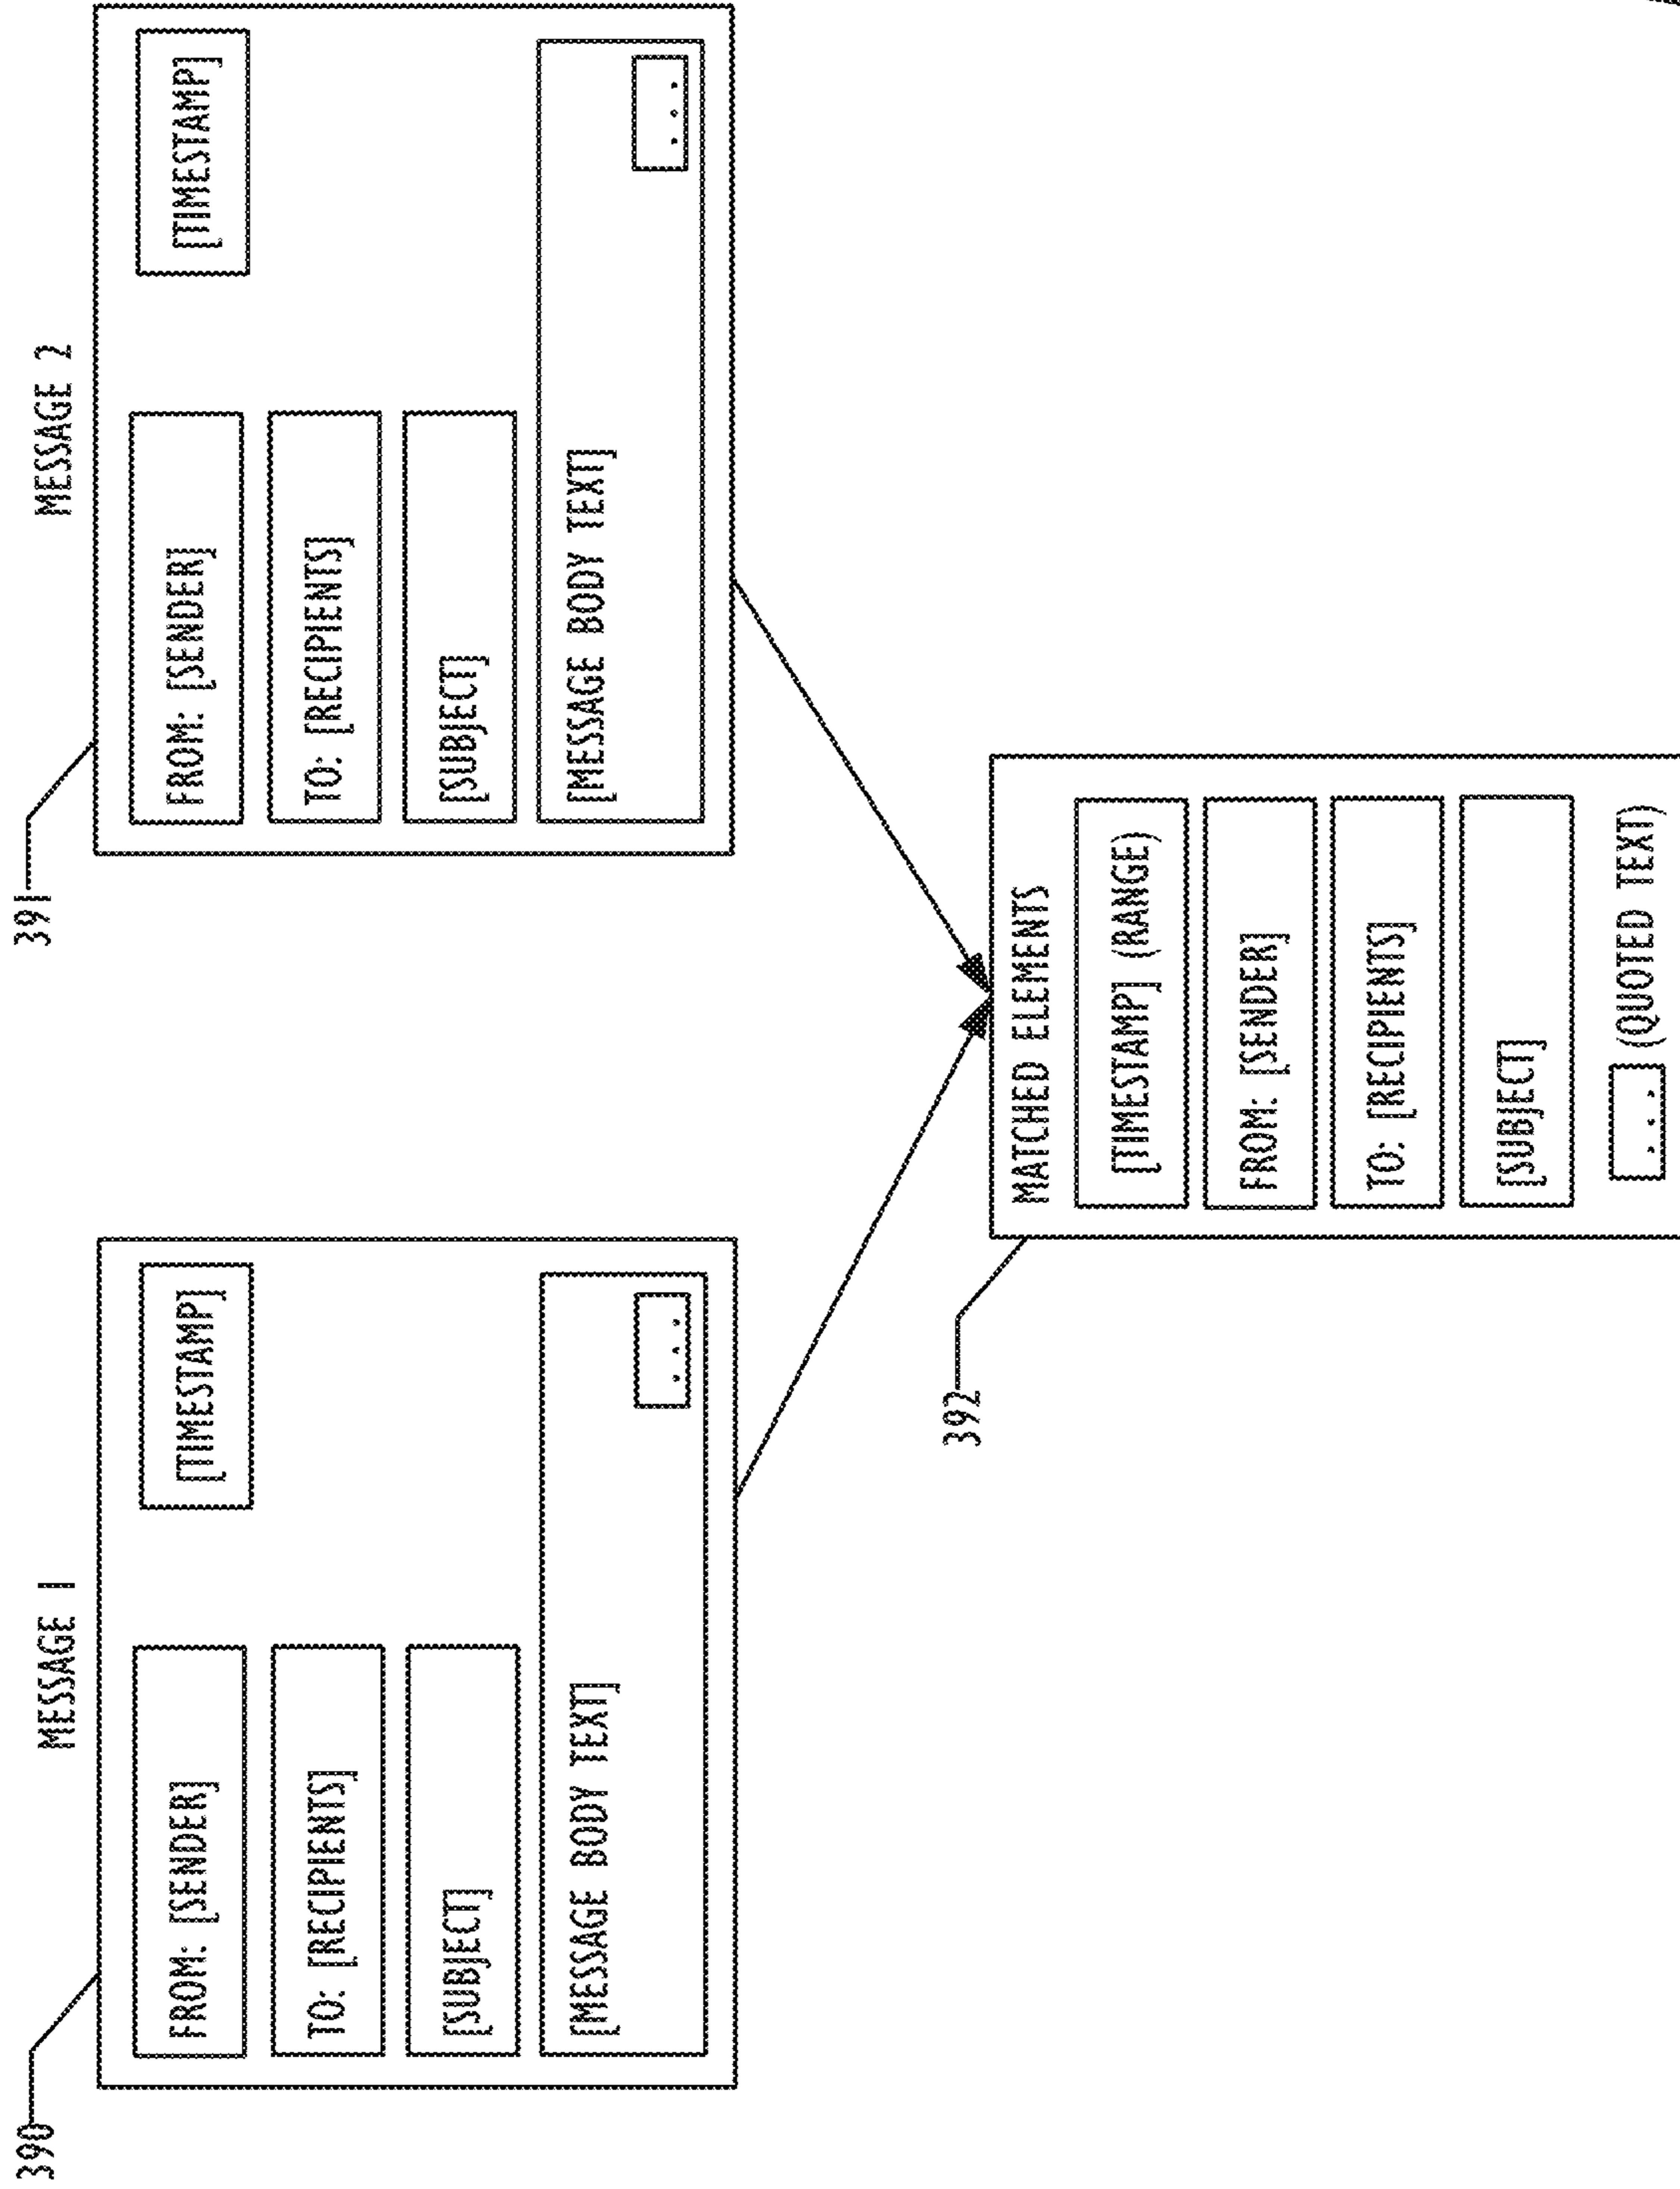 MESSAGE 1
390
FROM: [SENDER]
[TIMESTAMP]
TO: [RECIPIENTS]
[SUBJECT]
[MESSAGE BODY TEXT]
. . .
MESSAGE 2
391
FROM: [SENDER]
[TIMESTAMP]
TO: [RECIPIENTS]
[SUBJECT]
[MESSAGE BODY TEXT]
. . .
392
MATCHED ELEMENTS
[TIMESTAMP] (RANGE)
FROM: [SENDER]
TO: [RECIPIENTS]
[SUBJECT]
. . . (QUOTED TEXT)